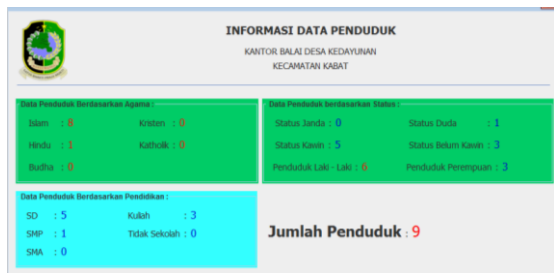 INFORMASI DATA PENDUDUK
KANTOR BALAI DESA KEDAYUNAN
KECAMATAN KABAT
Data Penduduk Berdasarkan Agama :
Islam : 8 Kristen : 0
Hindu : 1 Katholik : 0
Budha : 0
Data Penduduk berdasarkan Status :
Status Janda : 0 Status Duda : 1
Status Kawin : 5 Status Belum Kawin : 3
Penduduk Laki - Laki : 6 Penduduk Perempuan : 3
Data Penduduk Berdasarkan Pendidikan :
SD : 5 Kuliah : 3
SMP : 1 Tidak Sekolah : 0
SMA : 0
Jumlah Penduduk : 9